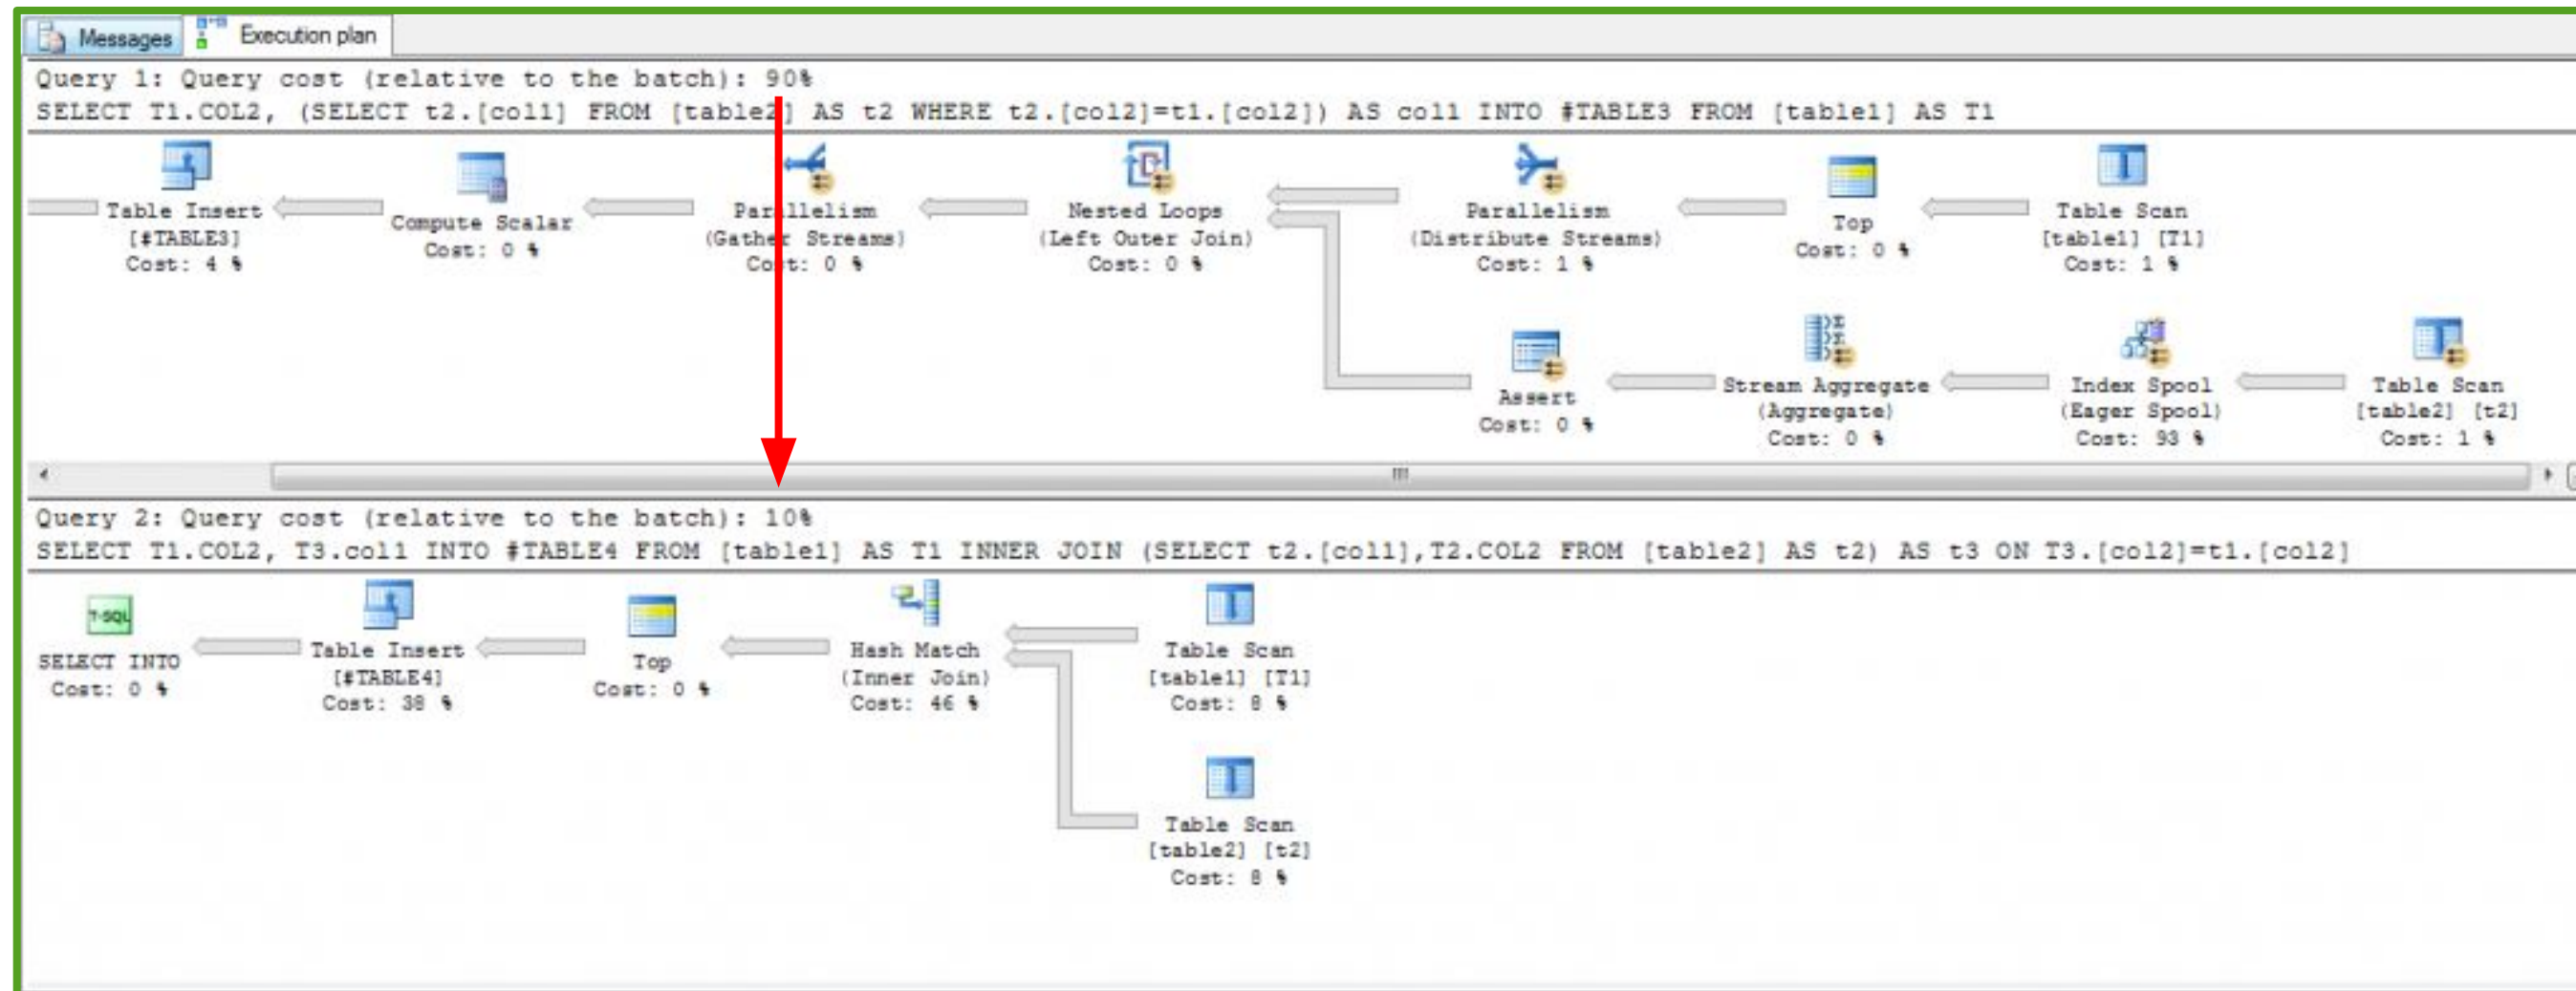 Messages
Execution plan
Query 1: Query cost (relative to the batch): 90%
SELECT T1.COL2, (SELECT t2.[col1] FROM [table2] AS t2 WHERE t2.[col2]=t1.[col2]) AS col1 INTO #TABLE3 FROM [table1] AS T1
Table Insert
[#TABLE3]
Cost: 4 %
Compute Scalar
Cost: 0 %
Parallelism
(Gather Streams)
Cost: 0 %
Nested Loops
(Left Outer Join)
Cost: 0 %
Parallelism
(Distribute Streams)
Cost: 1 %
Top
Cost: 0 %
Table Scan
[table1] [T1]
Cost: 1 %
Assert
Cost: 0 %
Stream Aggregate
(Aggregate)
Cost: 0 %
Index Spool
(Eager Spool)
Cost: 93 %
Table Scan
[table2] [t2]
Cost: 1 %
Query 2: Query cost (relative to the batch): 10%
SELECT T1.COL2, T3.col1 INTO #TABLE4 FROM [table1] AS T1 INNER JOIN (SELECT t2.[col1],T2.COL2 FROM [table2] AS t2) AS t3 ON T3.[col2]=t1.[col2]
T-SQL
SELECT INTO
Cost: 0 %
Table Insert
[#TABLE4]
Cost: 38 %
Top
Cost: 0 %
Hash Match
(Inner Join)
Cost: 46 %
Table Scan
[table1] [T1]
Cost: 8 %
Table Scan
[table2] [t2]
Cost: 8 %